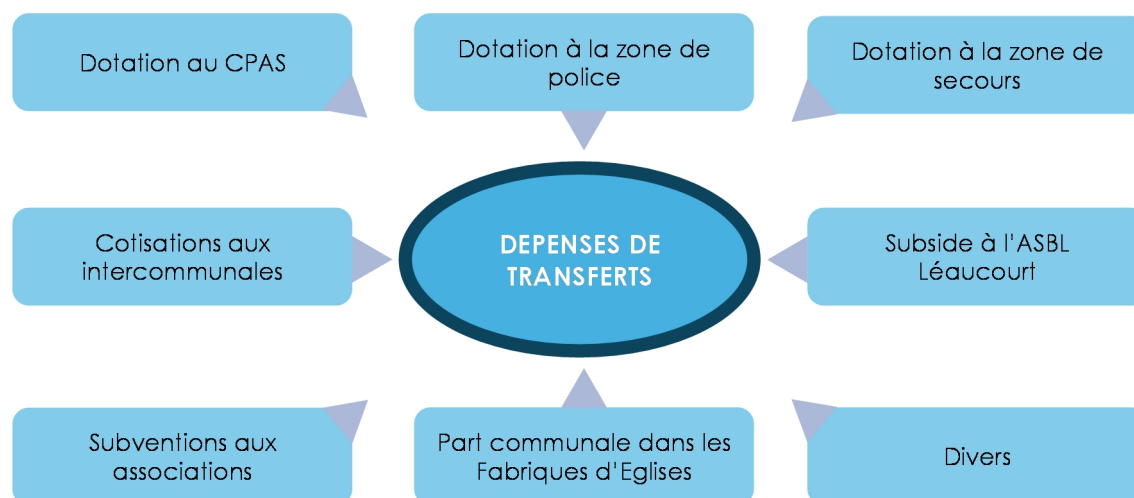 Dotation au CPAS
Dotation à la zone de
police
Dotation à la zone de
secours
Cotisations aux
intercommunales
DEPENSES DE
TRANSFERTS
Subside à l'ASBL
Léaucourt
Subventions aux
associations
Part communale dans les
Fabriques d'Eglises
Divers